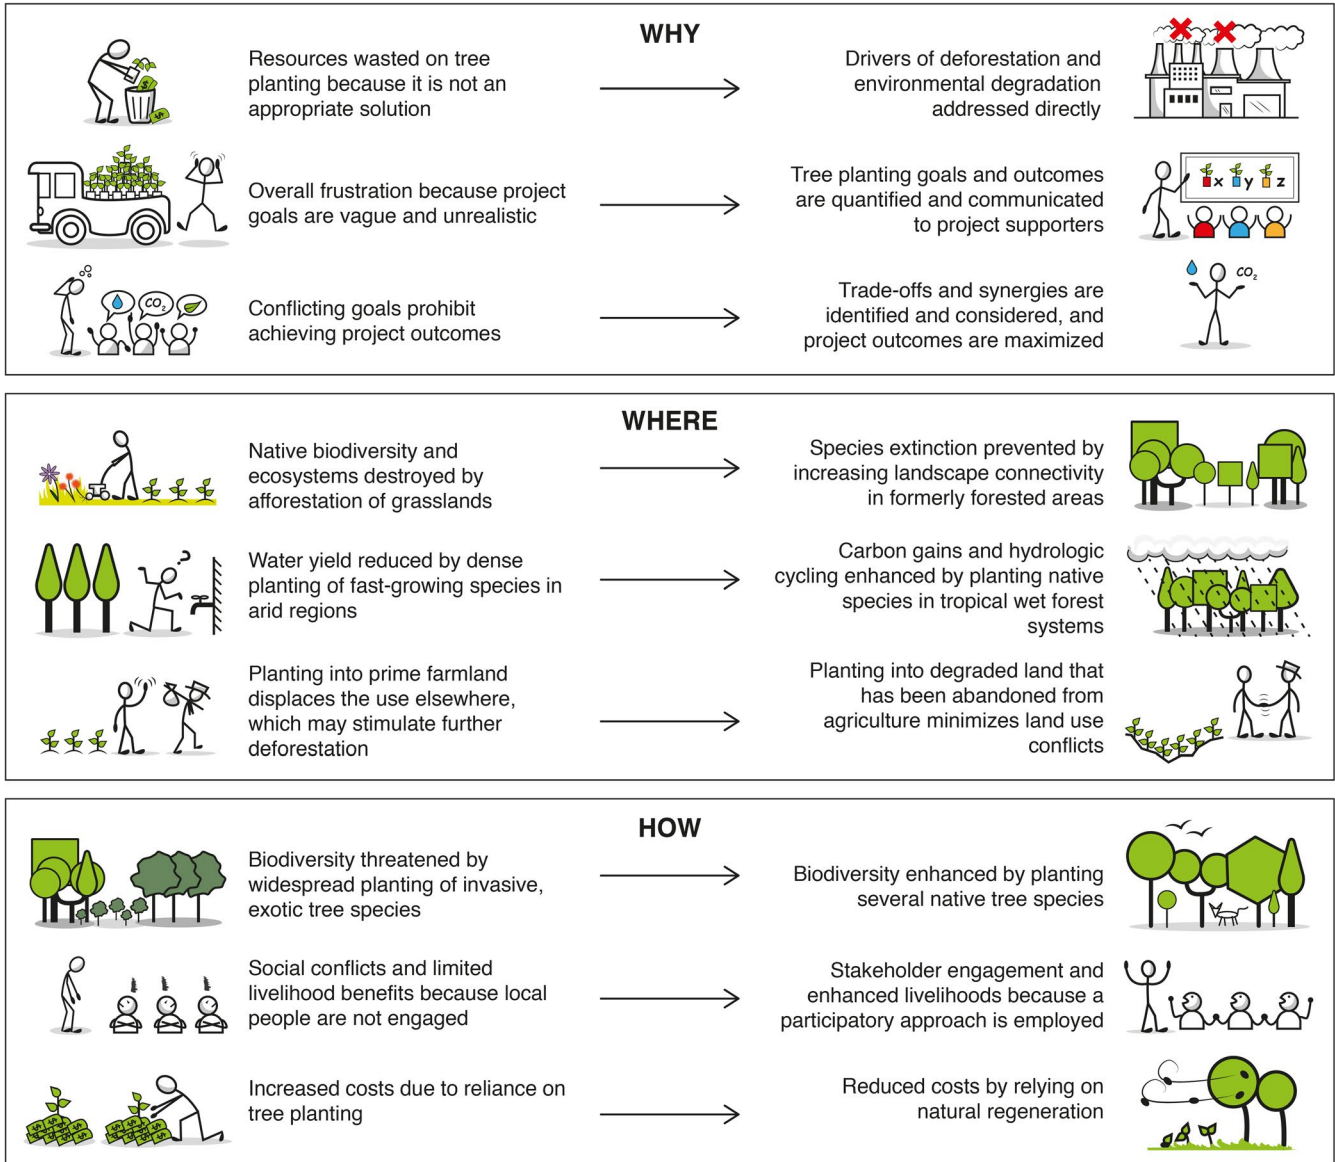 WHY
Resources wasted on tree
planting because it is not an
appropriate solution
Drivers of deforestation and
environmental degradation
addressed directly
$
$
Overall frustration because project
goals are vague and unrealistic
Tree planting goals and outcomes
are quantified and communicated
to project supporters
x y z
Conflicting goals prohibit
achieving project outcomes
CO2
Trade-offs and synergies are
identified and considered, and
project outcomes are maximized
CO2
WHERE
Native biodiversity and
ecosystems destroyed by
afforestation of grasslands
Species extinction prevented by
increasing landscape connectivity
in formerly forested areas
Water yield reduced by dense
planting of fast-growing species in
arid regions
?
Carbon gains and hydrologic
cycling enhanced by planting native
species in tropical wet forest
systems
Planting into prime farmland
displaces the use elsewhere,
which may stimulate further
deforestation
Planting into degraded land that
has been abandoned from
agriculture minimizes land use
conflicts
HOW
Biodiversity threatened by
widespread planting of invasive,
exotic tree species
Biodiversity enhanced by planting
several native tree species
Social conflicts and limited
livelihood benefits because local
people are not engaged
Stakeholder engagement and
enhanced livelihoods because a
participatory approach is employed
Increased costs due to reliance on
tree planting
Reduced costs by relying on
natural regeneration